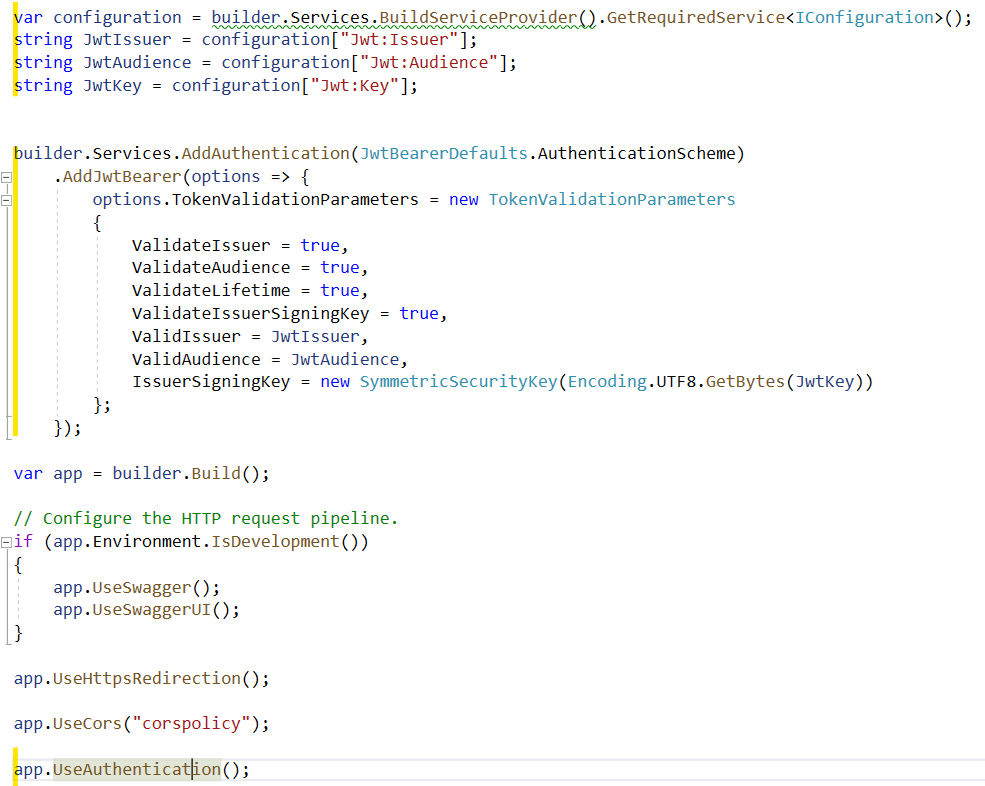 var configuration = builder.Services.BuildServiceProvider().GetRequiredService<IConfiguration>();
string JwtIssuer = configuration["Jwt:Issuer"];
string JwtAudience = configuration["Jwt:Audience"];
string JwtKey = configuration["Jwt:Key"];
builder.Services.AddAuthentication(JwtBearerDefaults.AuthenticationScheme)
    .AddJwtBearer(options => {
        options.TokenValidationParameters = new TokenValidationParameters
        {
            ValidateIssuer = true,
            ValidateAudience = true,
            ValidateLifetime = true,
            ValidateIssuerSigningKey = true,
            ValidIssuer = JwtIssuer,
            ValidAudience = JwtAudience,
            IssuerSigningKey = new SymmetricSecurityKey(Encoding.UTF8.GetBytes(JwtKey))
        };
    });
var app = builder.Build();
// Configure the HTTP request pipeline.
if (app.Environment.IsDevelopment())
{
    app.UseSwagger();
    app.UseSwaggerUI();
}
app.UseHttpsRedirection();
app.UseCors("corspolicy");
app.UseAuthentication();